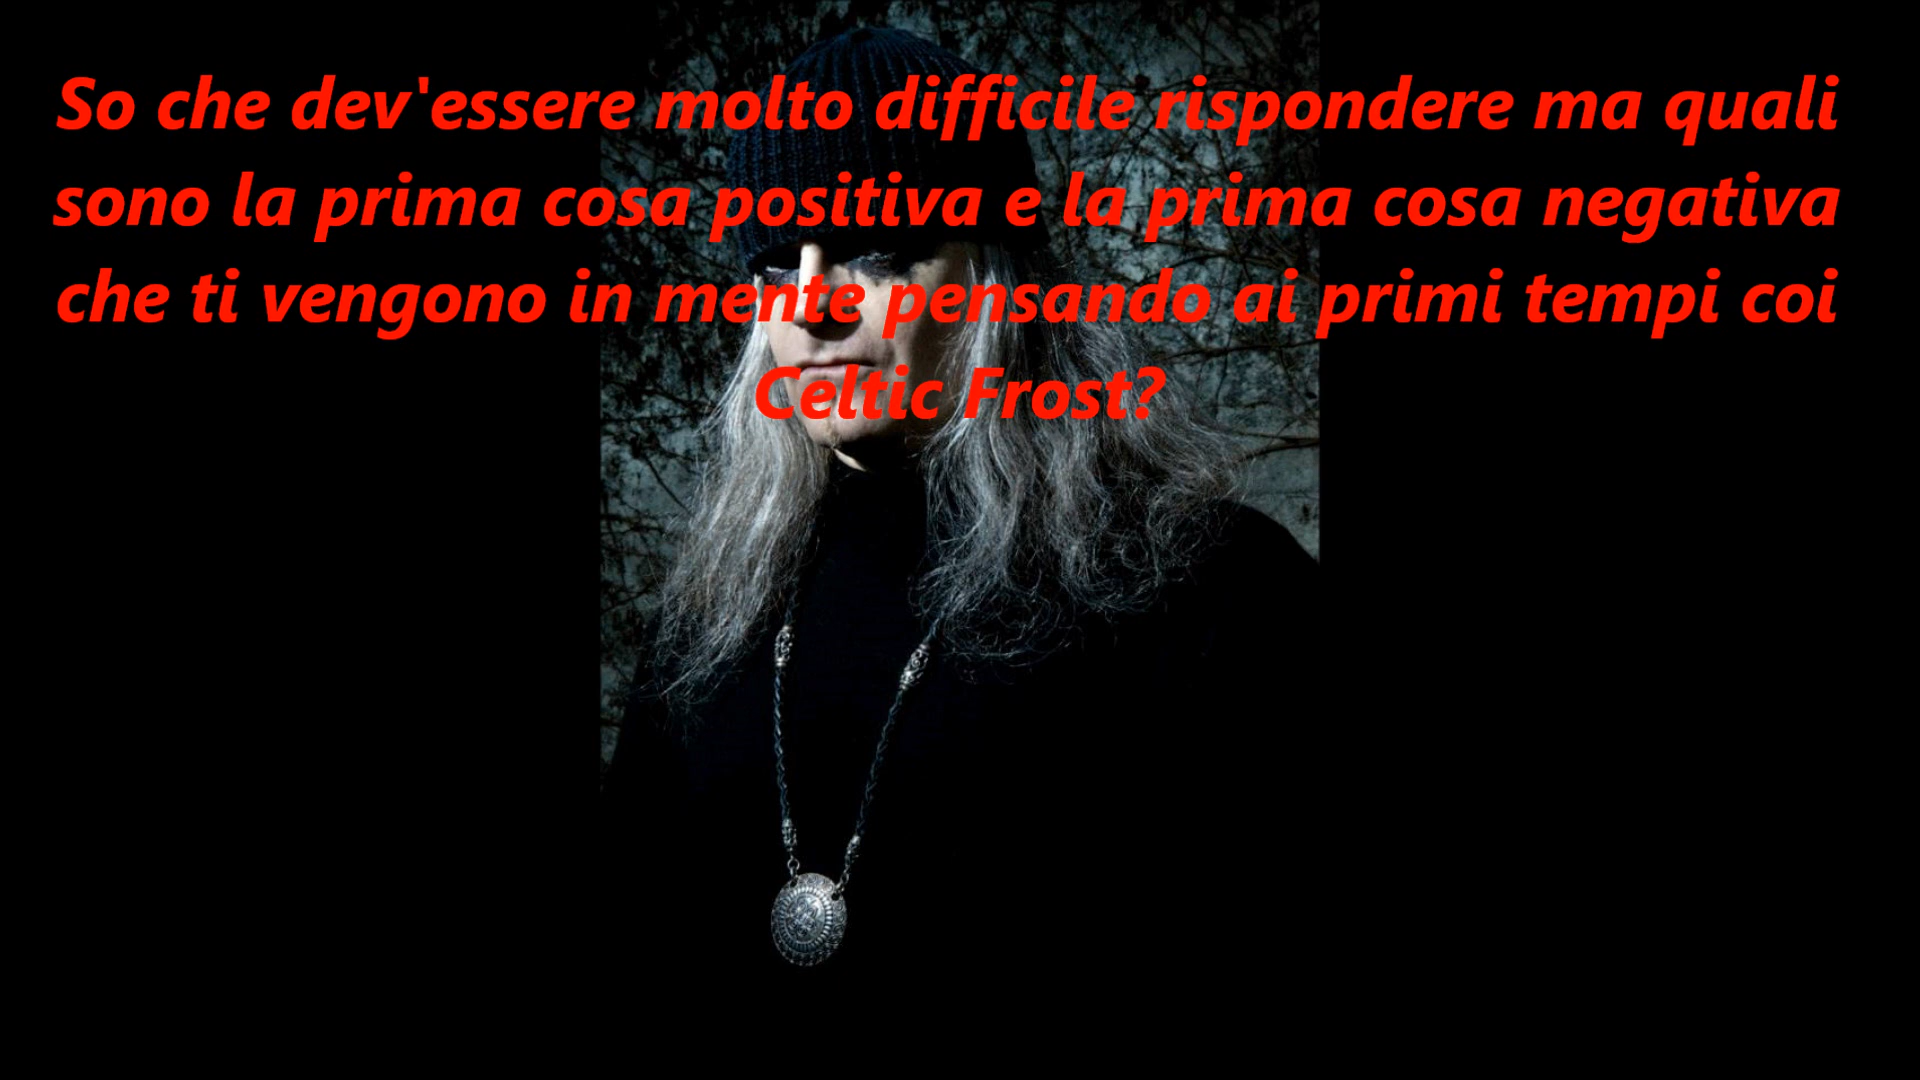 So che dev'essere molto difficile rispondere ma quali
sono la prima cosa positiva e la prima cosa negativa
che ti vengono in mente pensando ai primi tempi coi
Celtic Frost?